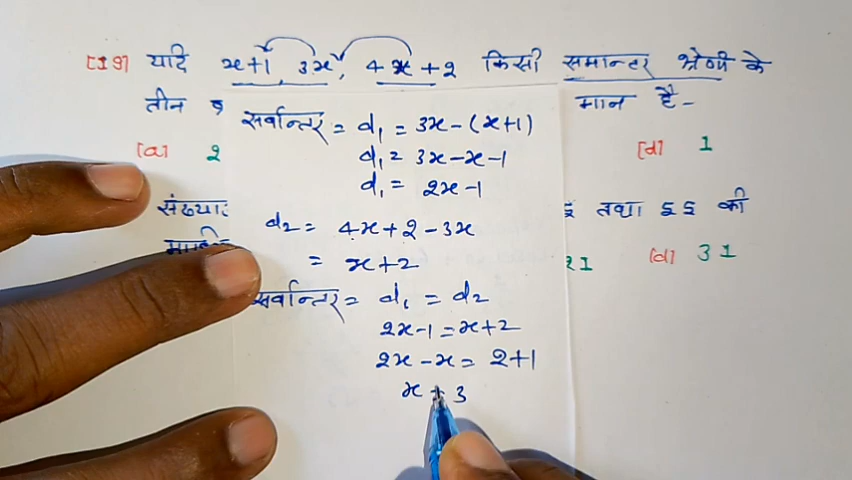 [19] यदि x+1, 3x, 4x+2 किसी समान्तर श्रेणी के
तीन मान है-
[a] 2 [d] 1
सर्वान्तर = d₁ = 3x-(x+1)
d₁= 3x-x-1
d₁= 2x-1
तथा 55 की
d₂= 4x+2-3x
= x+2
21 [d] 31
सर्वान्तर = d₁ = d₂
2x-1=x+2
2x-x= 2+1
x = 3